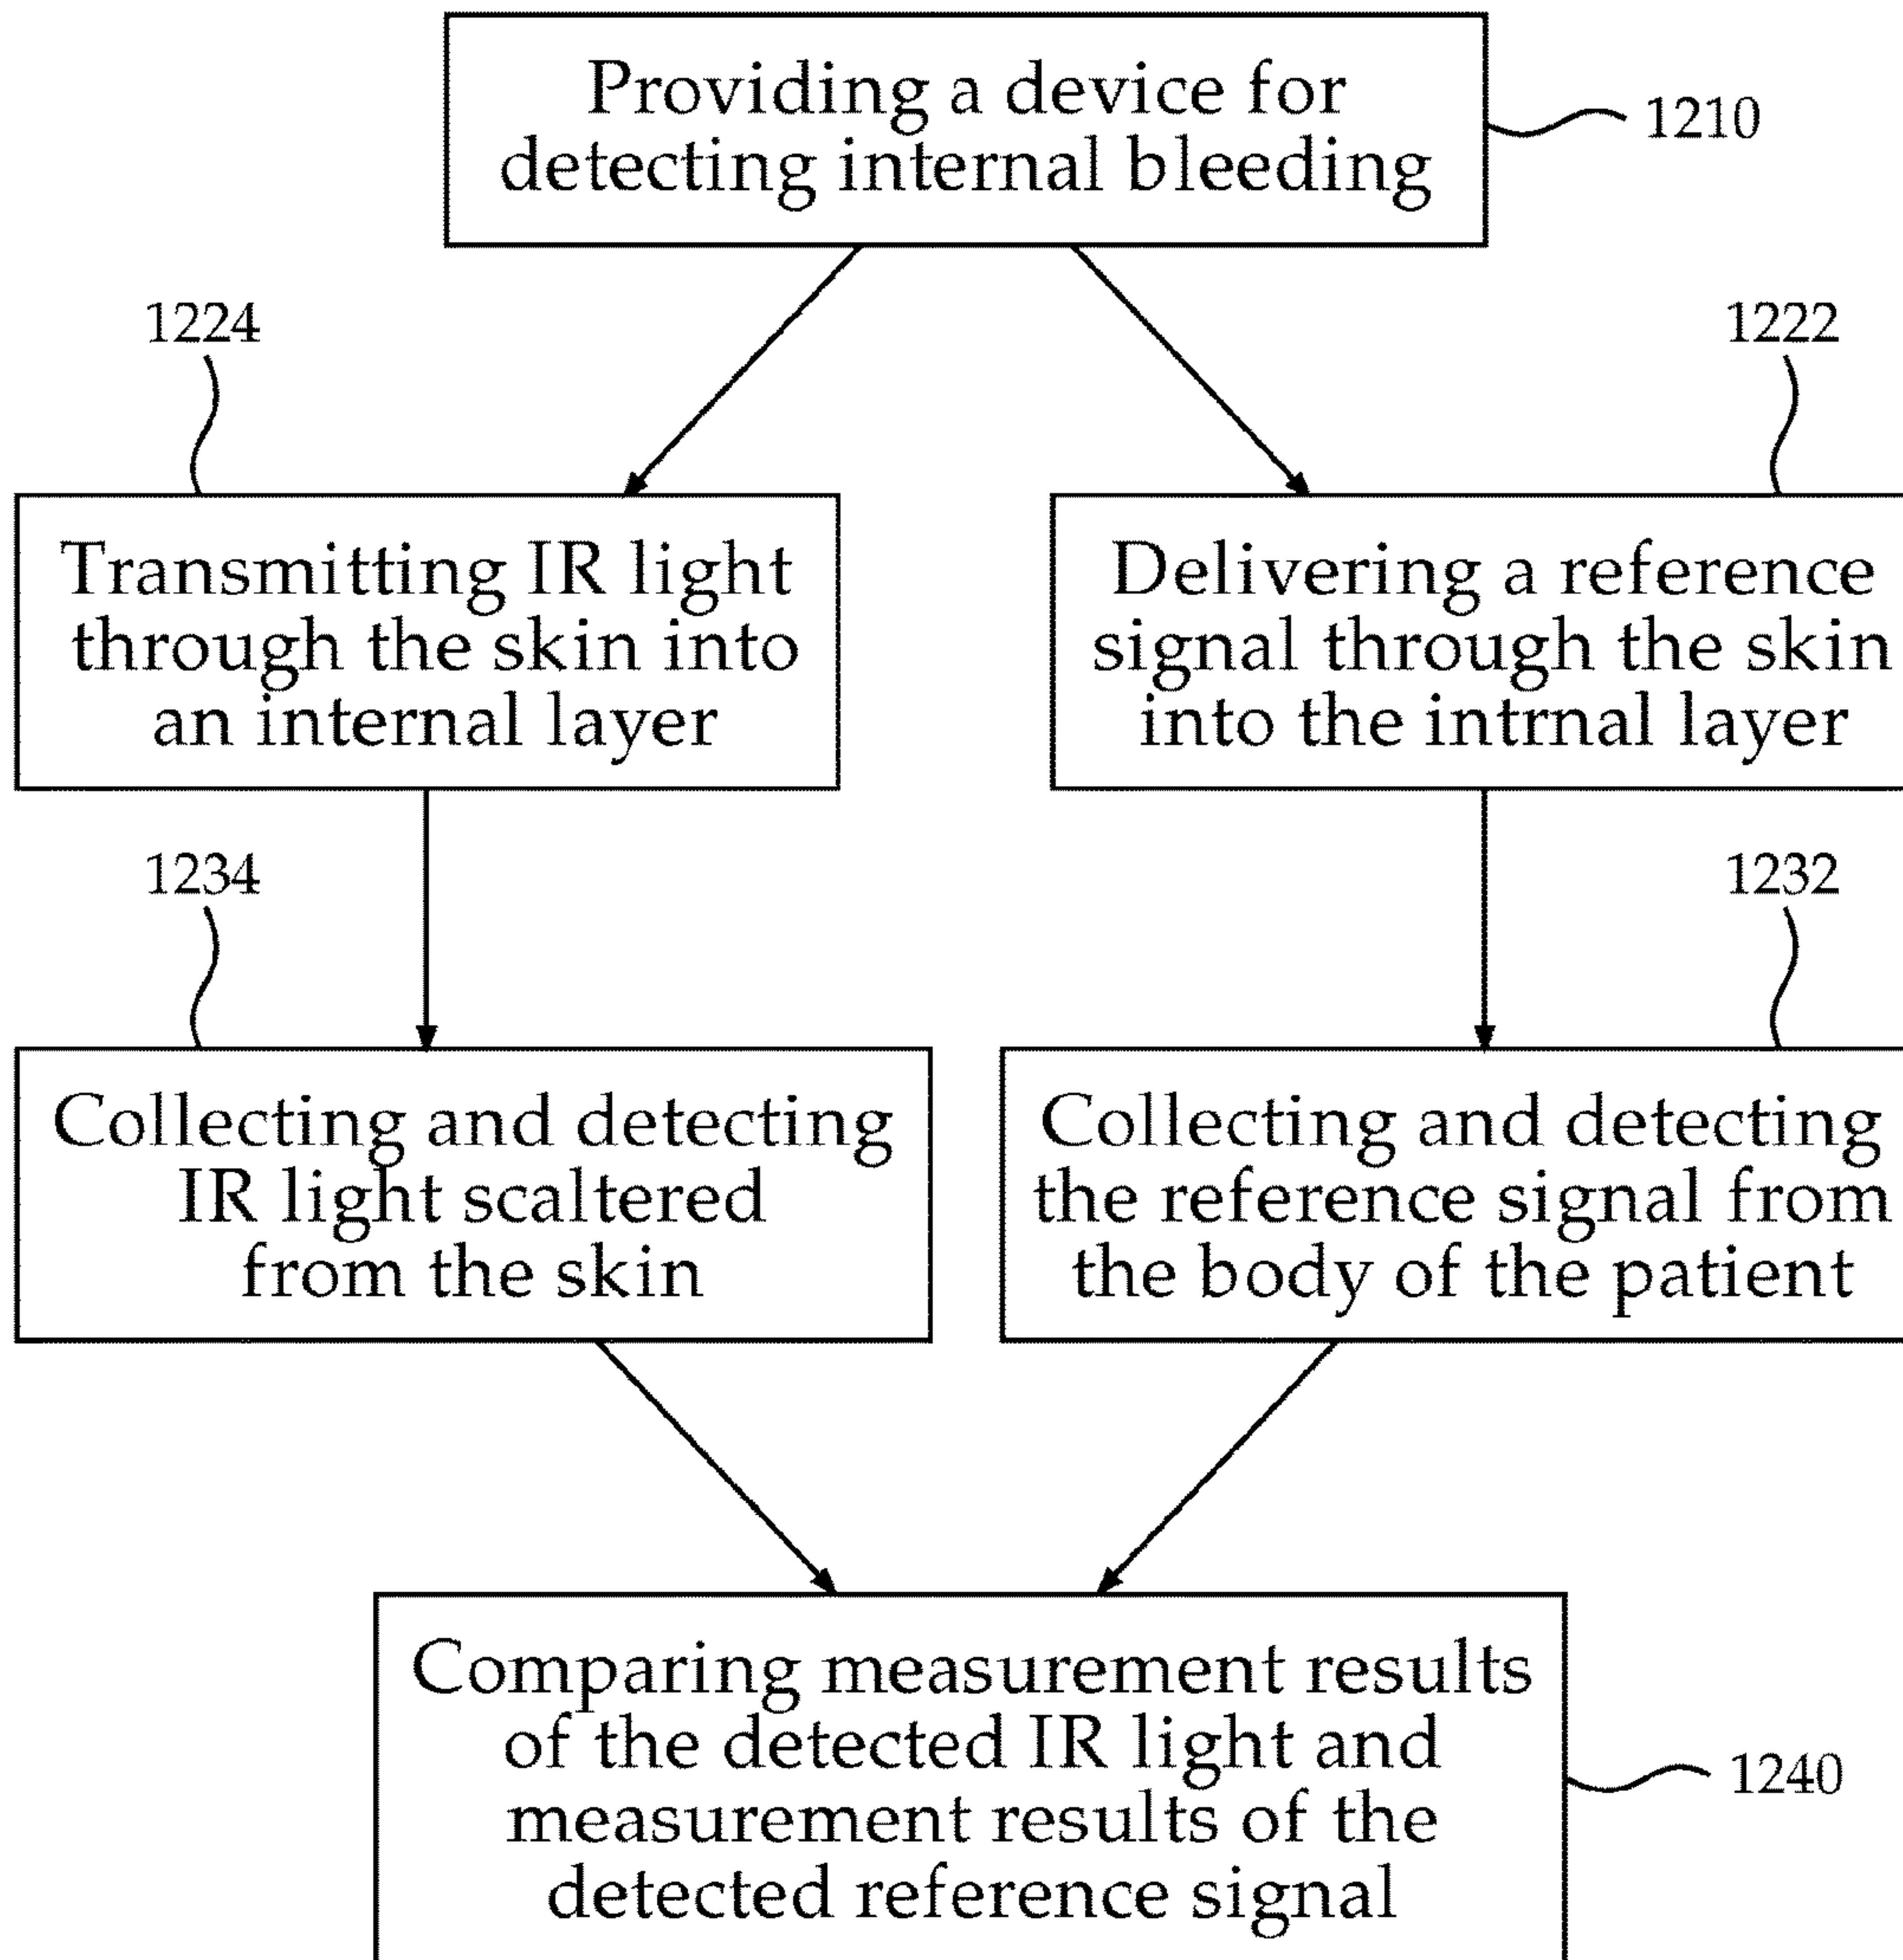 Providing a device for
detecting internal bleeding
1210
1224
1222
Transmitting IR light
through the skin into
an internal layer
Delivering a reference
signal through the skin
into the intrnal layer
1234
1232
Collecting and detecting
IR light scaltered
from the skin
Collecting and detecting
the reference signal from
the body of the patient
Comparing measurement results
of the detected IR light and
measurement results of the
detected reference signal
1240